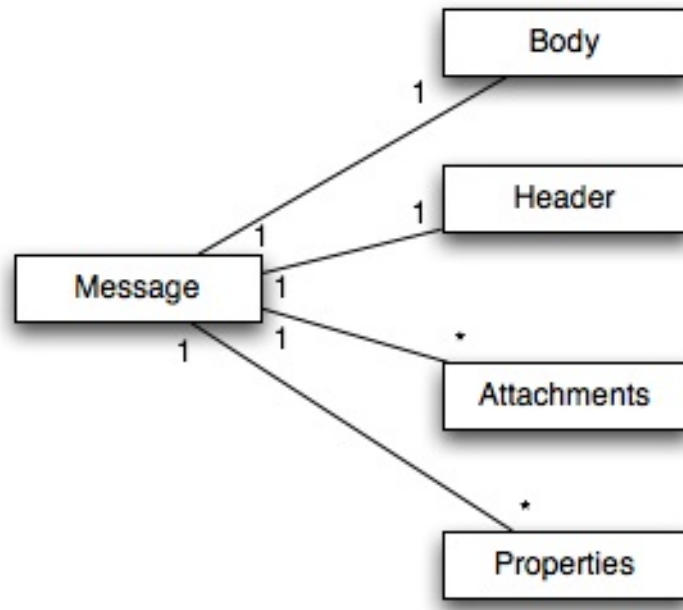 Body
1
Header
1
1
Message
1
1
1
*
Attachments
*
Properties